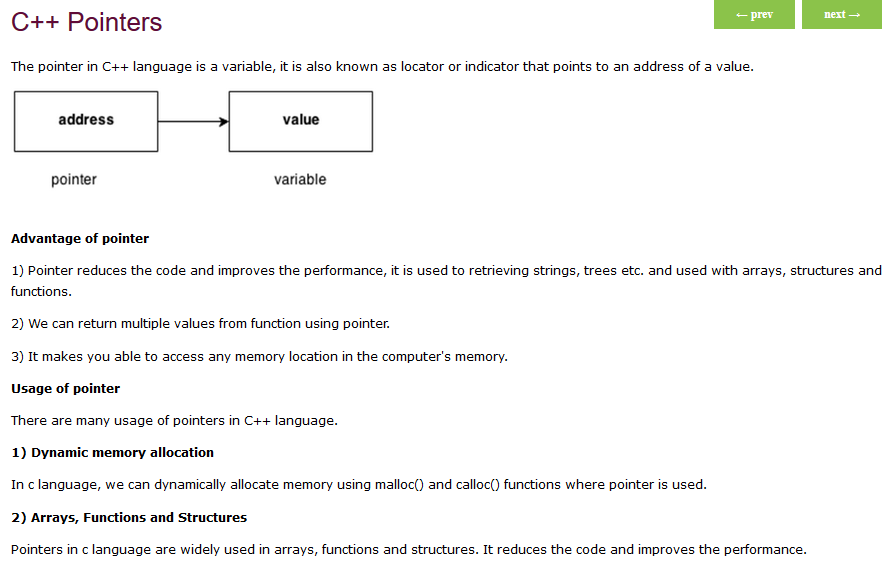 C++ Pointers
← prev
next →
The pointer in C++ language is a variable, it is also known as locator or indicator that points to an address of a value.
address
value
pointer
variable
Advantage of pointer
1) Pointer reduces the code and improves the performance, it is used to retrieving strings, trees etc. and used with arrays, structures and
functions.
2) We can return multiple values from function using pointer.
3) It makes you able to access any memory location in the computer's memory.
Usage of pointer
There are many usage of pointers in C++ language.
1) Dynamic memory allocation
In c language, we can dynamically allocate memory using malloc() and calloc() functions where pointer is used.
2) Arrays, Functions and Structures
Pointers in c language are widely used in arrays, functions and structures. It reduces the code and improves the performance.